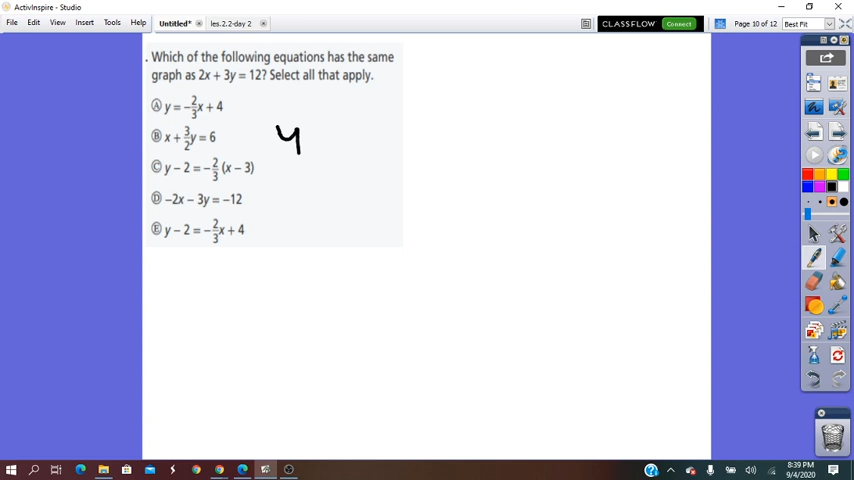 ActivInspire - Studio
File Edit View Insert Tools Help Untitled* les.2.2-day 2 CLASSFLOW Connect Page 10 of 12 Best Fit
. Which of the following equations has the same
graph as 2x + 3y = 12? Select all that apply.
Ⓐ y = -2/3x + 4
Ⓑ x + 3/2y = 6
Ⓒ y - 2 = -2/3 (x - 3)
Ⓓ -2x - 3y = -12
Ⓔ y - 2 = -2/3x + 4
y
8:39 PM
9/4/2020